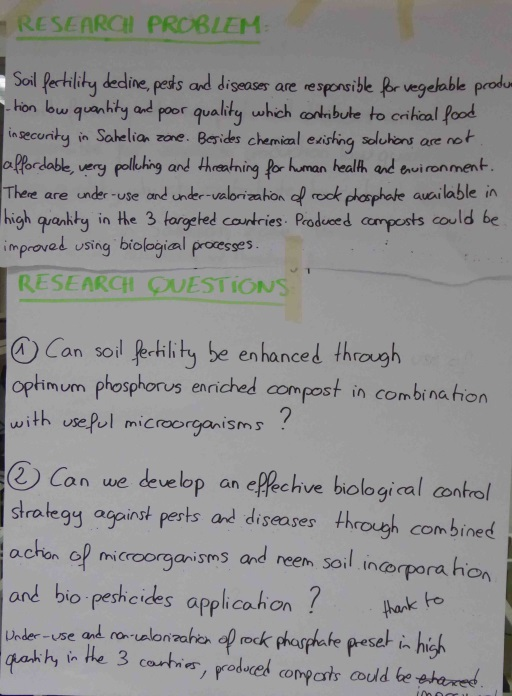 RESEARCH PROBLEM:
Soil fertility decline, pests and diseases are responsible for vegetable produc
-tion low quantity and poor quality which contribute to critical food
insecurity in Sahelian zone. Besides chemical existing solutions are not
affordable, very polluting and threatning for human health and environment.
There are under-use and under-valorization of rock phosphate available in
high quantity in the 3 targeted countries. Produced composts could be
improved using biological processes.
RESEARCH QUESTIONS
① Can soil fertility be enhanced through
optimum phosphorus enriched compost in combination
with useful microorganisms ?
② Can we develop an effective biological control
strategy against pests and diseases through combined
action of microorganisms and neem soil incorporation
and bio-pesticides application ?
thank to
Under-use and non-valorization of rock phosphate preset in high
quantity in the 3 countries, produced composts could be